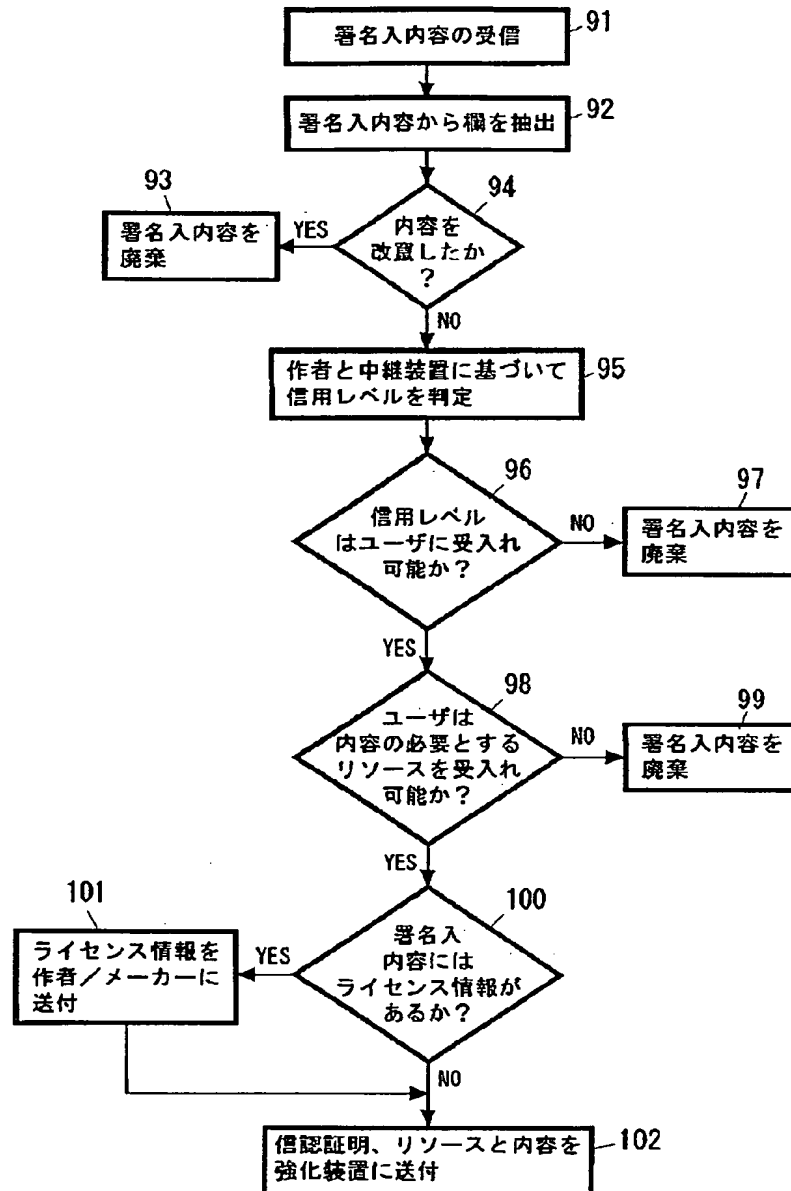 署名入内容の受信
91
署名入内容から欄を抽出
92
93
署名入内容を
廃棄
YES
94
内容を
改竄したか
?
NO
作者と中継装置に基づいて
信用レベルを判定
95
96
信用レベル
はユーザに受入れ
可能か?
NO
97
署名入内容を
廃棄
YES
98
ユーザは
内容の必要とする
リソースを受入れ
可能か?
NO
99
署名入内容を
廃棄
YES
101
ライセンス情報を
作者/メーカーに
送付
YES
100
署名入
内容には
ライセンス情報が
あるか?
NO
信認証明、リソースと内容を
強化装置に送付
102